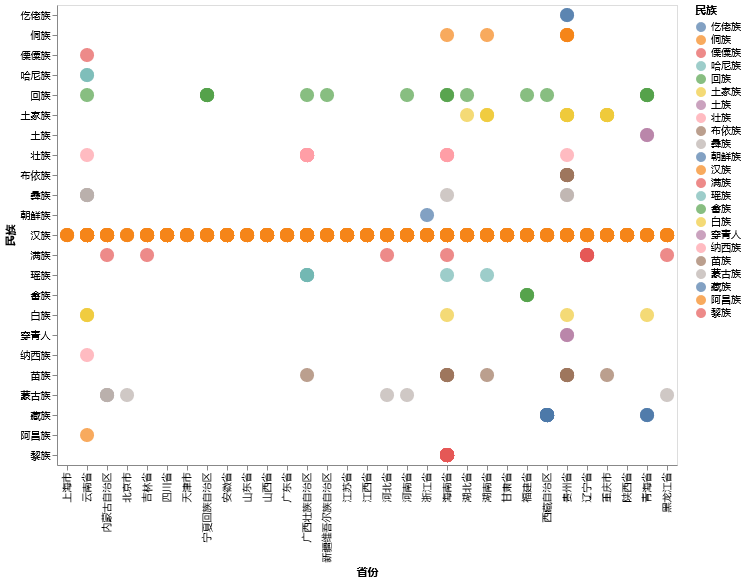 民族
仡佬族
侗族
傈僳族
哈尼族
回族
土家族
土族
壮族
布依族
彝族
朝鲜族
汉族
满族
瑶族
畲族
白族
穿青人
纳西族
苗族
蒙古族
藏族
阿昌族
黎族
上海市
云南省
内蒙古自治区
北京市
吉林省
四川省
天津市
宁夏回族自治区
安徽省
山东省
山西省
广东省
广西壮族自治区
新疆维吾尔族自治区
江苏省
江西省
河北省
河南省
浙江省
海南省
湖北省
湖南省
甘肃省
福建省
西藏自治区
贵州省
辽宁省
重庆市
陕西省
青海省
黑龙江省
省份
民族
仡佬族
侗族
傈僳族
哈尼族
回族
土家族
土族
壮族
布依族
彝族
朝鲜族
汉族
满族
瑶族
畲族
白族
穿青人
纳西族
苗族
蒙古族
藏族
阿昌族
黎族